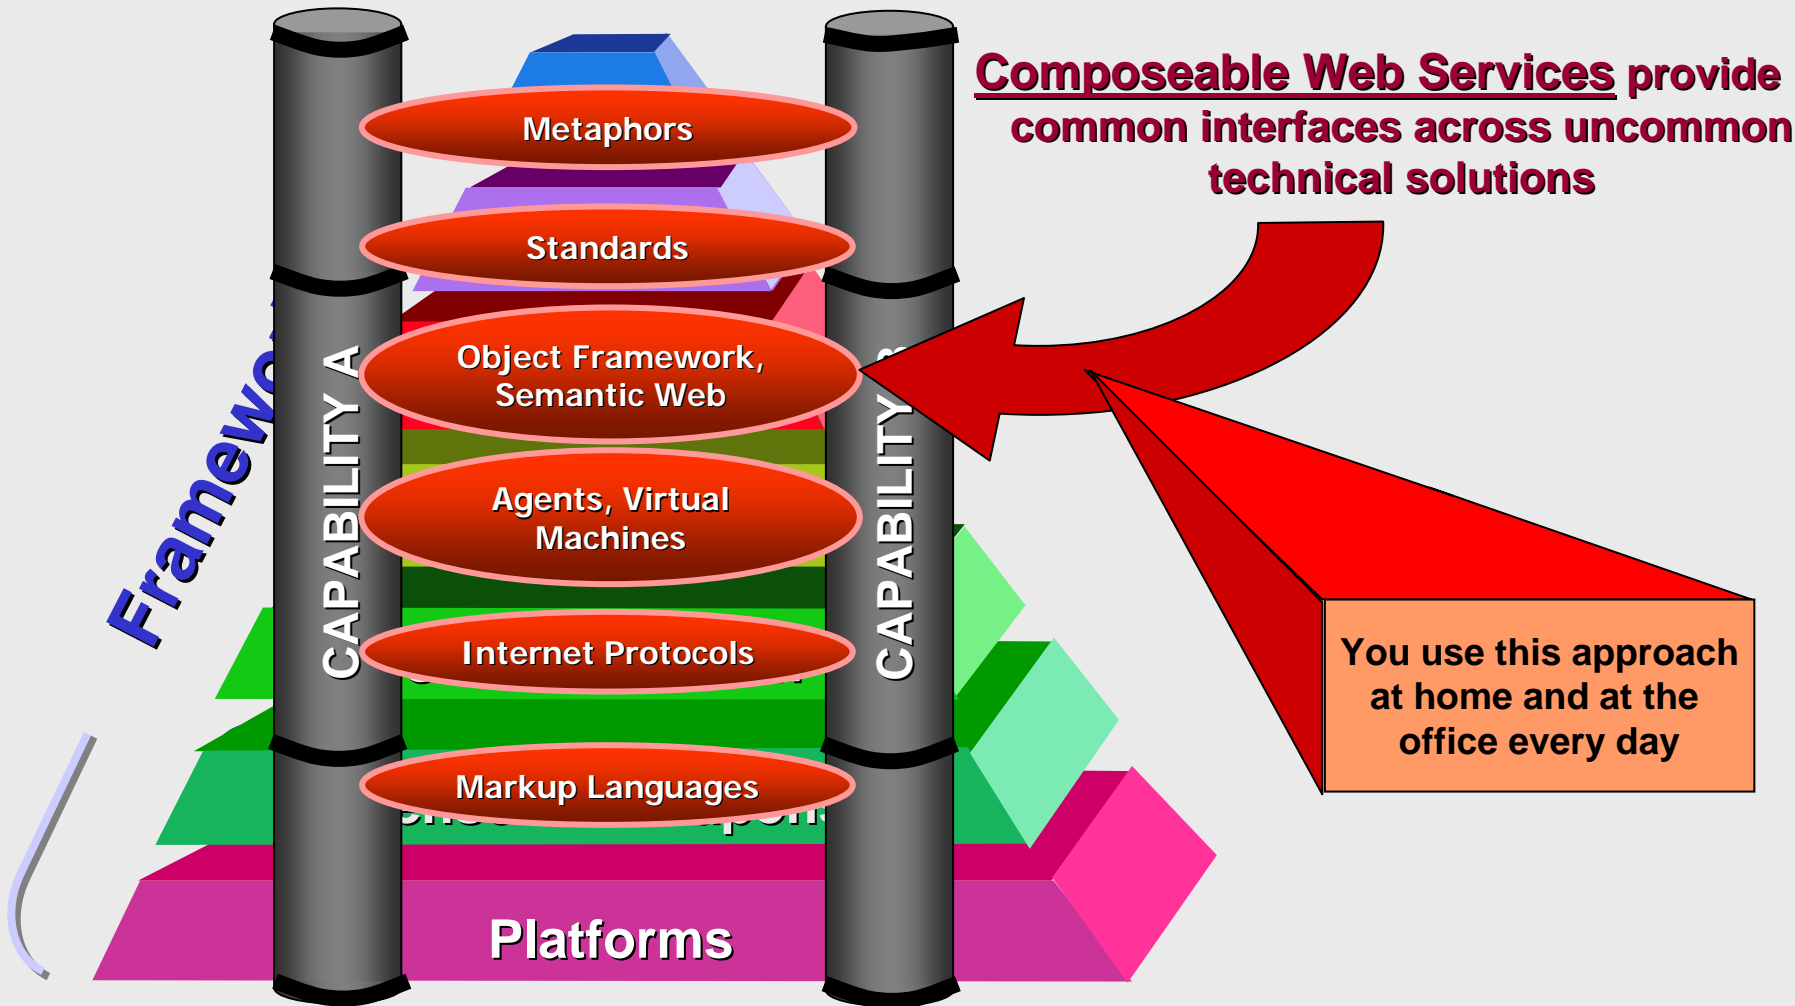 Composeable Web Services provide
common interfaces across uncommon
technical solutions
Metaphors
Standards
Object Framework,
Semantic Web
Agents, Virtual
Machines
Internet Protocols
Markup Languages
Platforms
CAPABILITY A
CAPABILITY
You use this approach
at home and at the
office every day